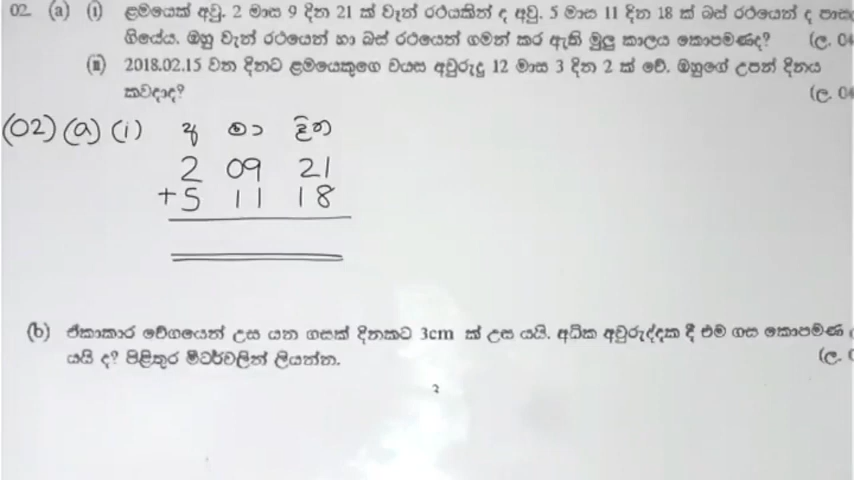 02. (a) (i) ළමයෙක් අවු. 2 මාස 9 දින 21 ක් වෑන් රථයකින් ද අවු. 5 මාස 11 දින 18 ක් බස් රථයෙන් ද
ගියේය. ඔහු වෑන් රථයෙන් හා බස් රථයෙන් ගමන් කර ඇති මුලු කාලය කොපමණද? (ල. 04
(ii) 2018.02.15 වන දිනට ළමයෙකුගේ වයස අවුරුදු 12 මාස 3 දින 2 ක් වේ. ඔහුගේ උපන් දිනය
කවදාද? (ල. 04
(02) (a) (i) අ මා දින
2 09 21
+5 11 18
(b) ඒකාකාර වේගයෙන් උස යන ගසක් දිනකට 3cm ක් උස යයි. අධික අවුරුද්දක දී එම ගස කොපමණ
යයි ද? පිළිතුර මීටර්වලින් ලියන්න. (ල.
2